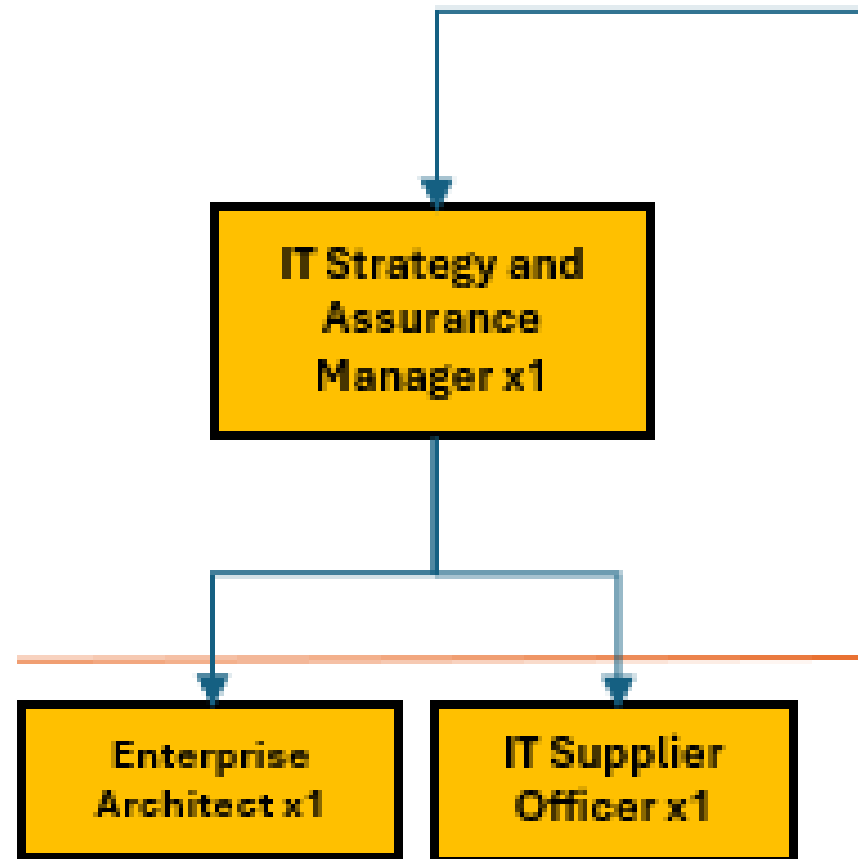 IT Strategy and
Assurance
Manager x1
Enterprise
Architect x1
IT Supplier
Officer x1